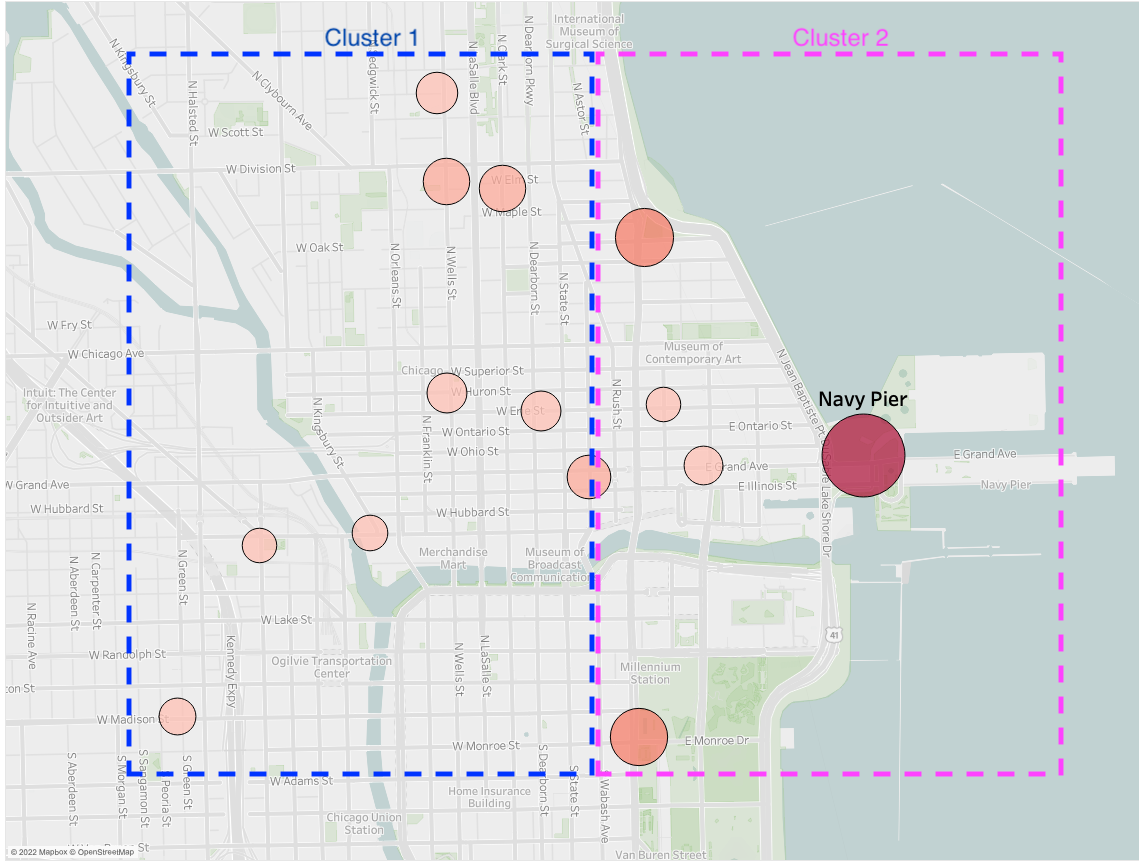 Cluster 1
Cluster 2
International
Museum of
Surgical Science
N Kingsbury St
N Halsted St
N Clybourn Ave
N Clark St
N Dearborn Pkwy
N Astor St
LaSalle Blvd
W Scott St
W Division St
W Elm St
W Maple St
W Oak St
N Orleans St
N Wells St
N Dearborn St
N State St
W Fry St
W Chicago Ave
Chicago
W Superior St
Museum of
Contemporary Art
Intuit: The Center
for Intuitive and
Outsider Art
W Huron St
W Erie St
N Rush St
Navy Pier
N Kingsbury St
N Franklin St
W Ontario St
E Ontario St
W Ohio St
E Grand Ave
E Grand Ave
W Grand Ave
E Illinois St
Navy Pier
W Hubbard St
W Hubbard St
Lake Shore Dr
N Jean Baptiste
Merchandise
Mart
Museum of
Broadcast
N Aberdeen St
N Carpenter St
N Green St
N Racine Ave
W Lake St
41
W Randolph St
Kennedy Expy
Ogilvie Transportation
Center
N Wells St
N LaSalle St
Millennium
Station
ton St
W Madison
W Monroe St
E Monroe Dr
S Aberdeen St
S Morgan St
S Sangamon St
Peoria St
S Green St
W Adams St
Home Insurance
Building
S Dearborn St
S State St
Wabash Ave
Chicago Union
Station
Van Buren Street
© 2022 Mapbox © OpenStreetMap